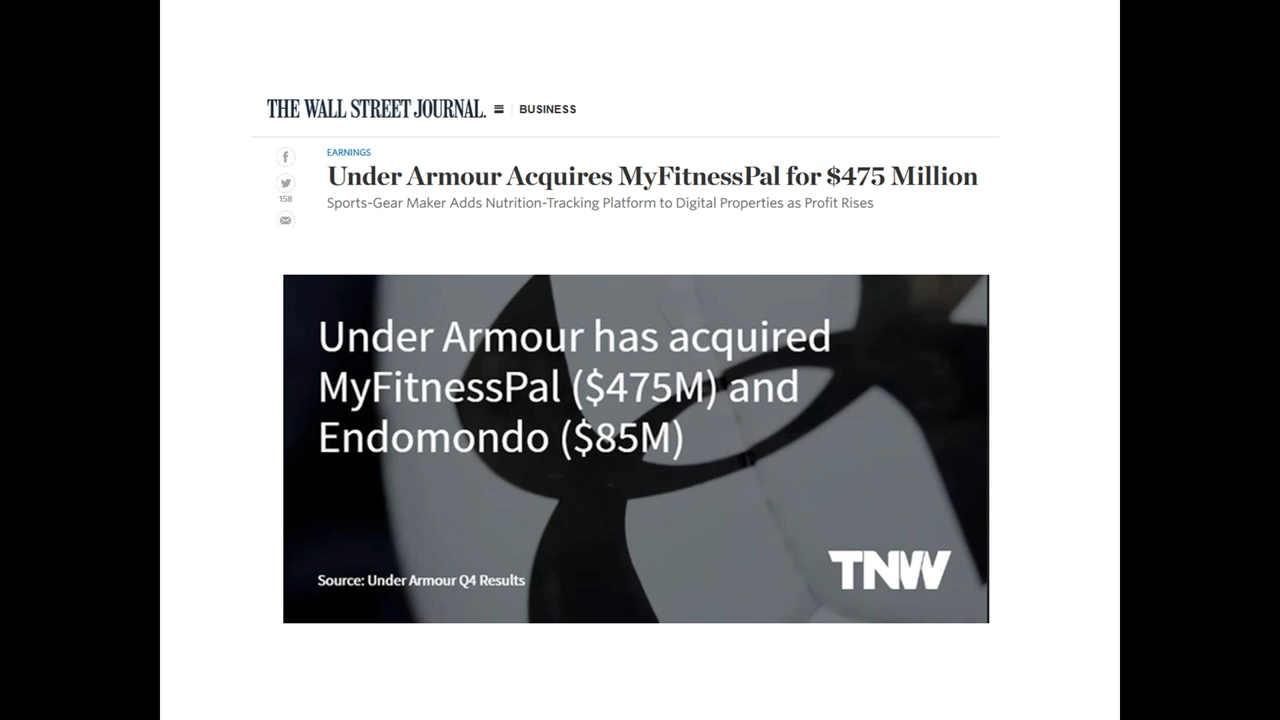 THE WALL STREET JOURNAL. BUSINESS
EARNINGS
Under Armour Acquires MyFitnessPal for $475 Million
Sports-Gear Maker Adds Nutrition-Tracking Platform to Digital Properties as Profit Rises
158
Under Armour has acquired
MyFitnessPal ($475M) and
Endomondo ($85M)
Source: Under Armour Q4 Results
TNW